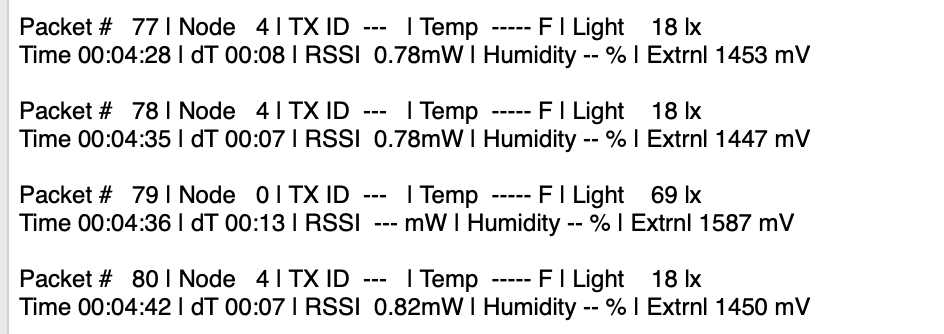 Packet #   77 | Node   4 | TX ID  ---   | Temp  ----- F | Light    18 lx
Time 00:04:28 | dT 00:08 | RSSI  0.78mW | Humidity -- % | Extrnl 1453 mV
Packet #   78 | Node   4 | TX ID  ---   | Temp  ----- F | Light    18 lx
Time 00:04:35 | dT 00:07 | RSSI  0.78mW | Humidity -- % | Extrnl 1447 mV
Packet #   79 | Node   0 | TX ID  ---   | Temp  ----- F | Light    69 lx
Time 00:04:36 | dT 00:13 | RSSI  --- mW | Humidity -- % | Extrnl 1587 mV
Packet #   80 | Node   4 | TX ID  ---   | Temp  ----- F | Light    18 lx
Time 00:04:42 | dT 00:07 | RSSI  0.82mW | Humidity -- % | Extrnl 1450 mV